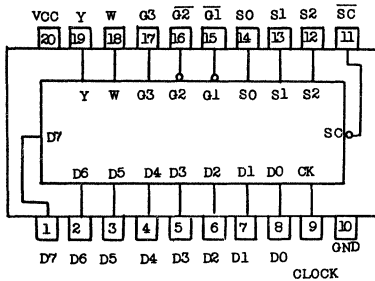 VCC Y W G3 G2 G1 S0 S1 S2 SC
20 19 18 17 16 15 14 13 12 11
Y W G3 G2 G1 S0 S1 S2
D7 SC
D6 D5 D4 D3 D2 D1 D0 CK
1 2 3 4 5 6 7 8 9 10
D7 D6 D5 D4 D3 D2 D1 D0 GND
CLOCK